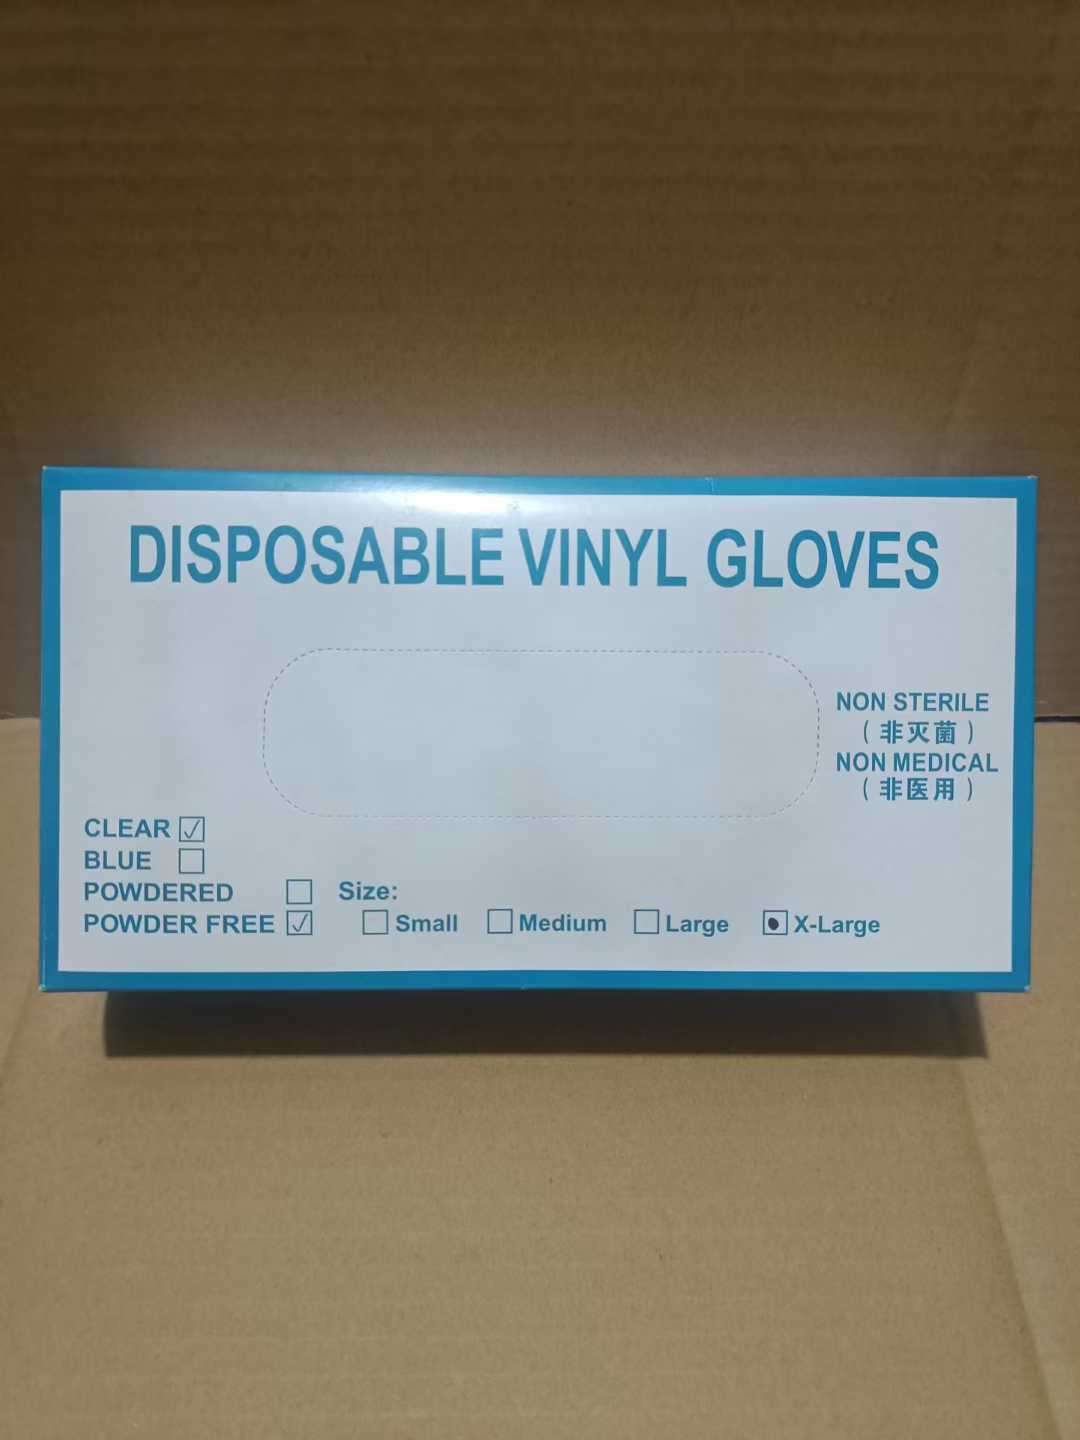 DISPOSABLE VINYL GLOVES
NON STERILE
（非灭菌）
NON MEDICAL
（非医用）
CLEAR ☑
BLUE ☐
POWDERED ☐ Size:
POWDER FREE ☑ ☐ Small ☐ Medium ☐ Large ☒ X-Large